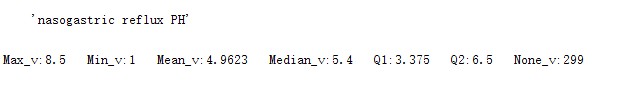 'nasogastric reflux PH'
Max_v:8.5 Min_v:1 Mean_v:4.9623 Median_v:5.4 Q1:3.375 Q2:6.5 None_v:299